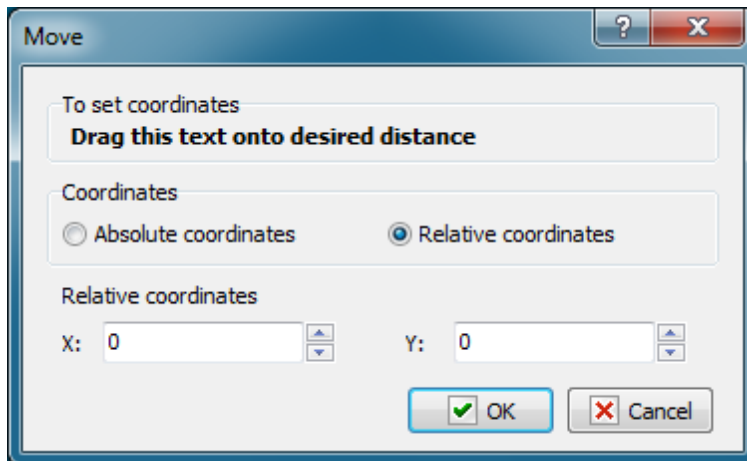 Move
To set coordinates
Drag this text onto desired distance
Coordinates
Absolute coordinates Relative coordinates
Relative coordinates
X: 0 Y: 0
OK Cancel